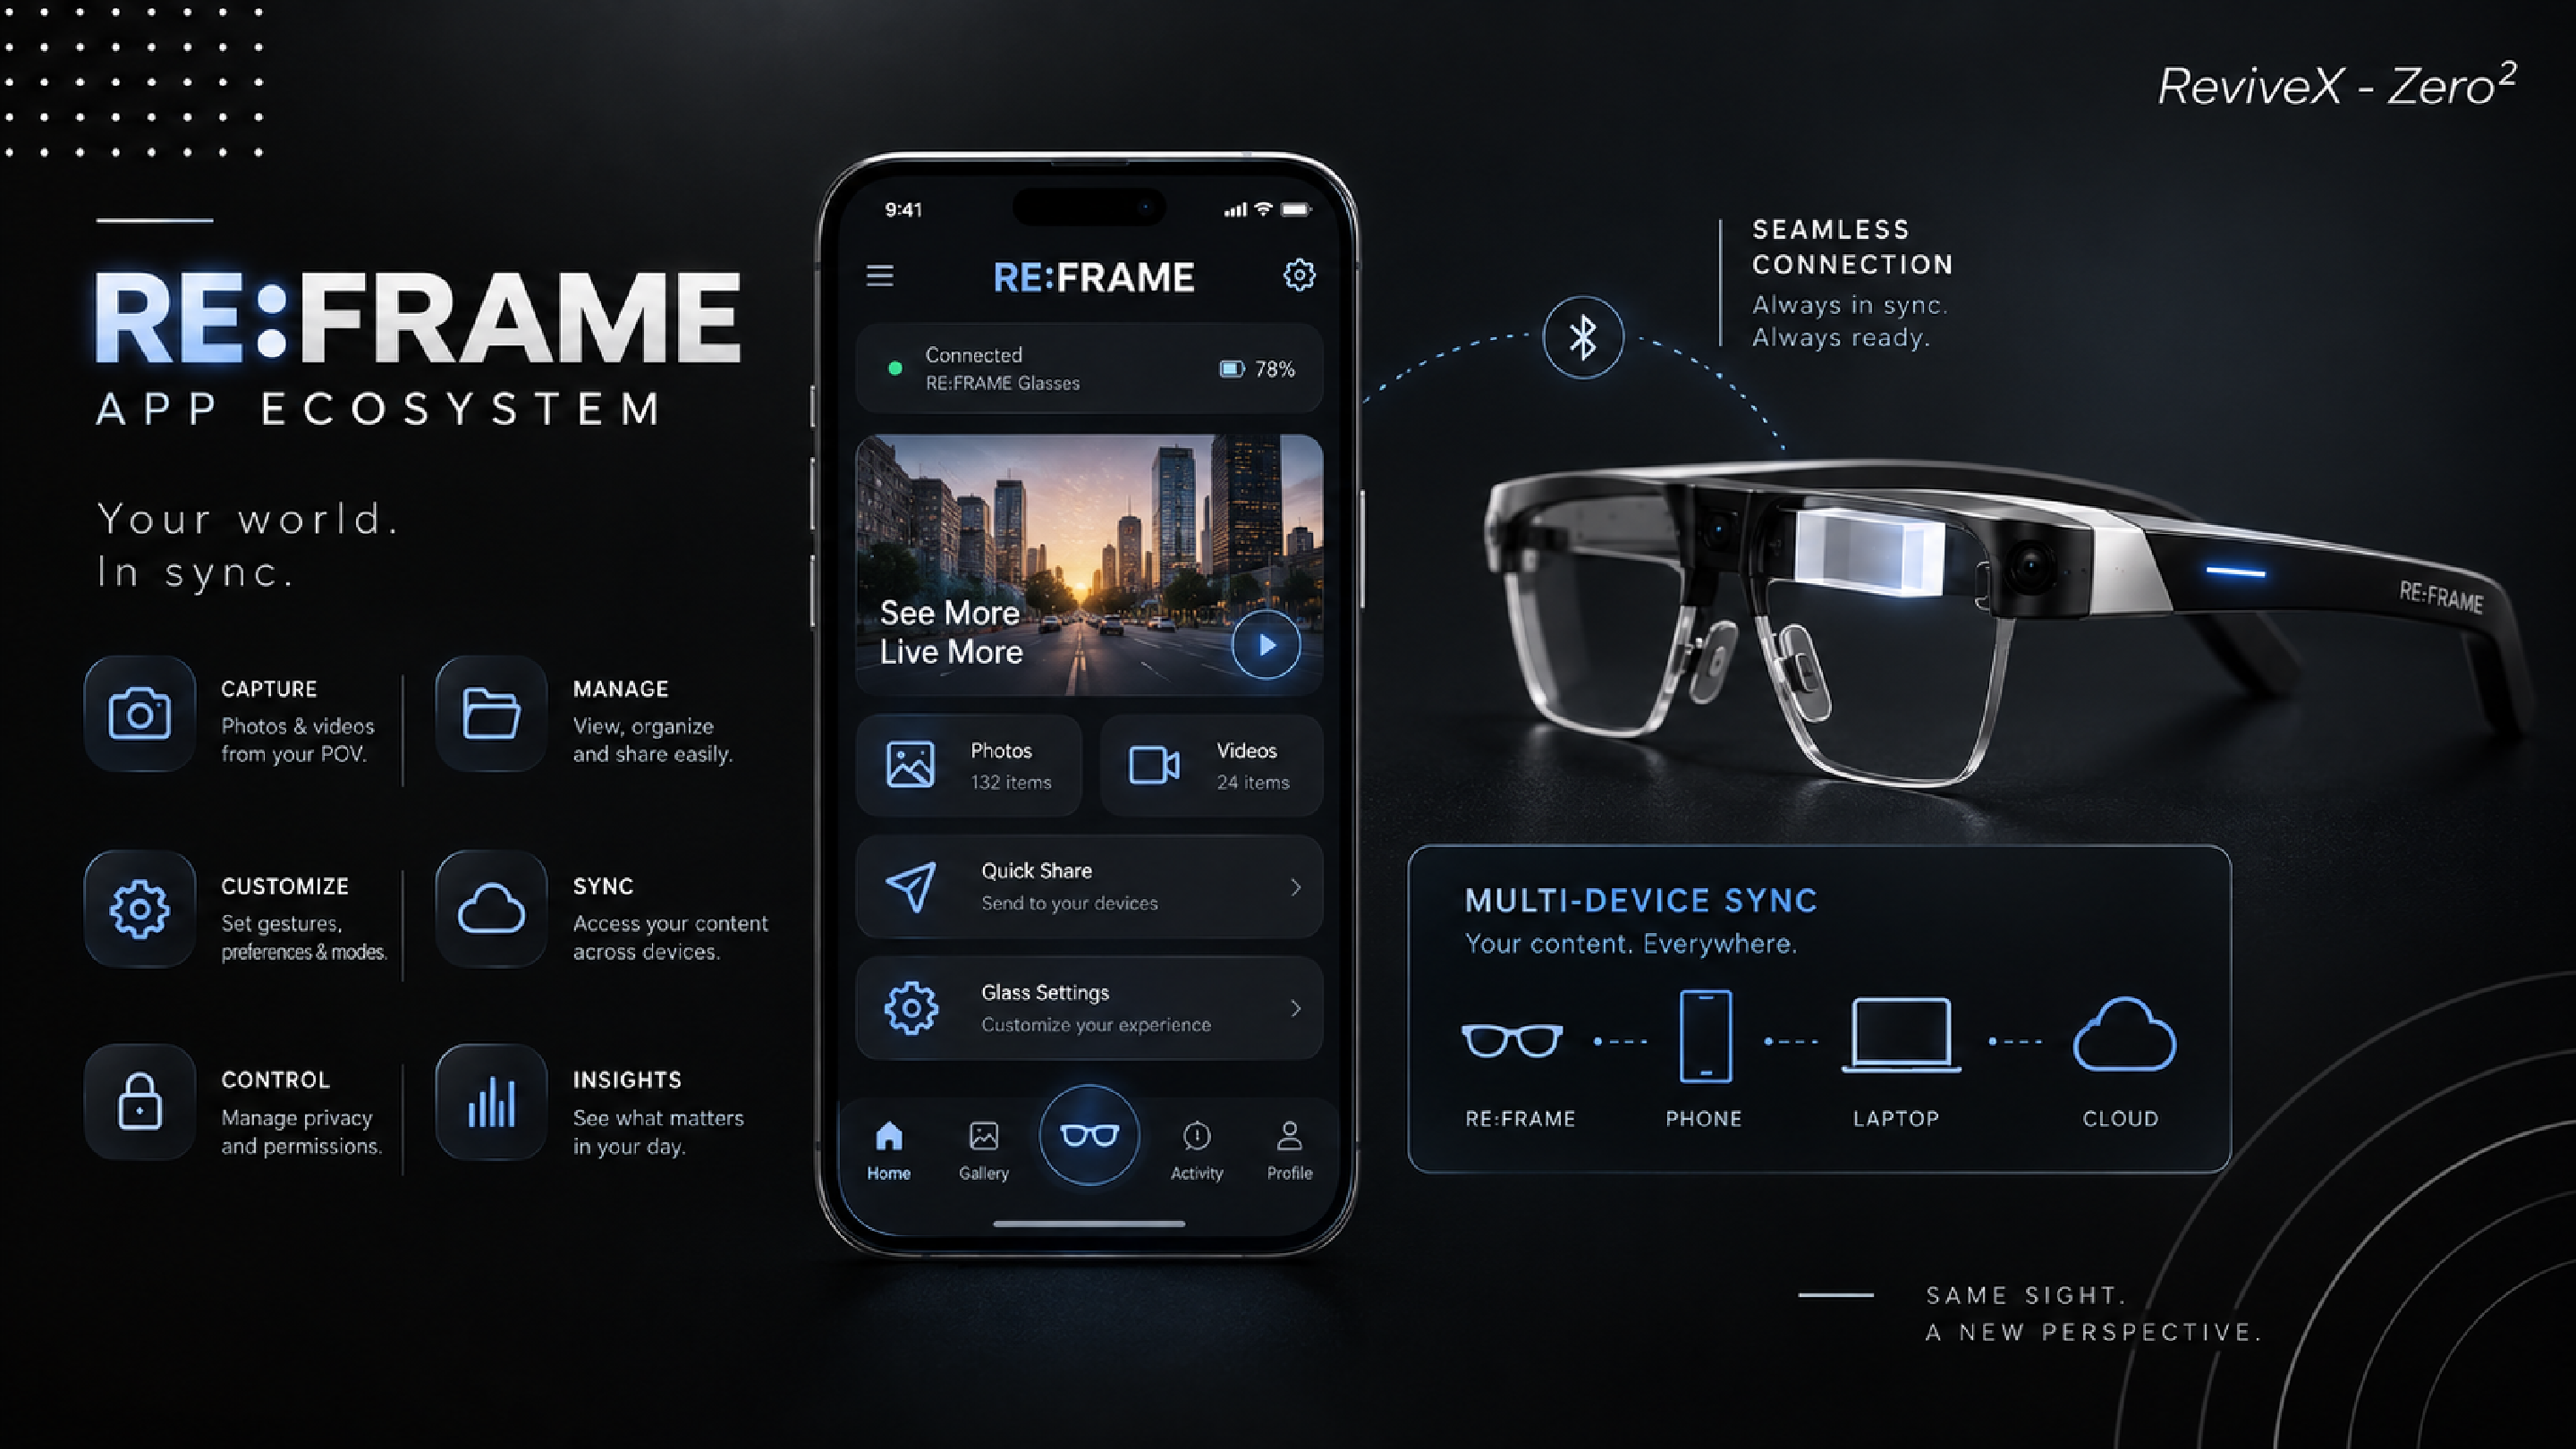 ReviveX - Zero²
RE:FRAME
APP ECOSYSTEM
Your world.
In sync.
CAPTURE
Photos & videos
from your POV.
MANAGE
View, organize
and share easily.
CUSTOMIZE
Set gestures,
preferences & modes.
SYNC
Access your content
across devices.
CONTROL
Manage privacy
and permissions.
INSIGHTS
See what matters
in your day.
9:41
RE:FRAME
Connected
RE:FRAME Glasses
78%
See More
Live More
Photos
132 items
Videos
24 items
Quick Share
Send to your devices
Glass Settings
Customize your experience
Home
Gallery
Activity
Profile
SEAMLESS
CONNECTION
Always in sync.
Always ready.
RE:FRAME
MULTI-DEVICE SYNC
Your content. Everywhere.
RE:FRAME
PHONE
LAPTOP
CLOUD
SAME SIGHT.
A NEW PERSPECTIVE.